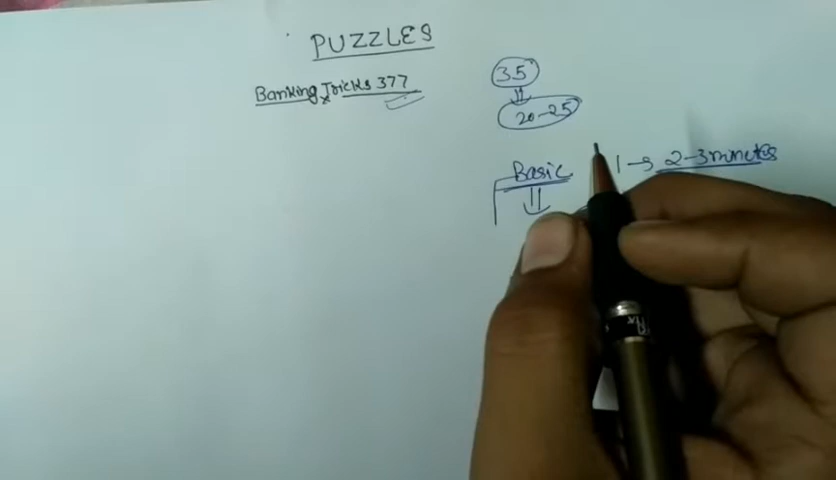 PUZZLES
Banking Tricks 377
35
20-25
Basic
1 → 2-3 minutes